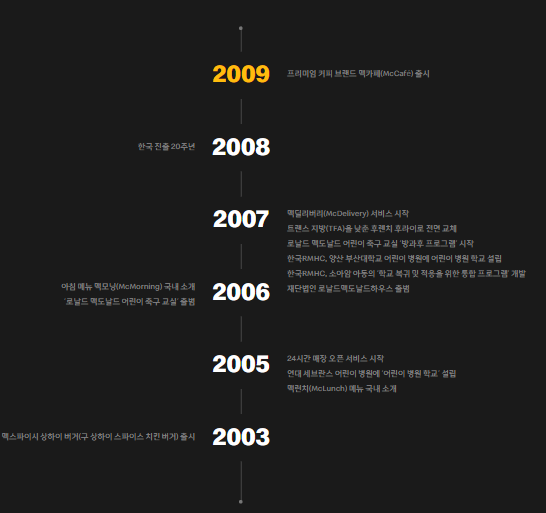 2009
프리미엄 커피 브랜드 맥카페(McCafé) 출시
2008
한국 진출 20주년
2007
맥딜리버리(McDelivery) 서비스 시작
트랜스 지방(TFA)을 낮춘 후렌치 후라이로 전면 교체
로날드 맥도날드 어린이 축구 교실 '방과후 프로그램' 시작
한국RMHC, 양산 부산대학교 어린이 병원에 어린이 병원 학교 설립
한국RMHC, 소아암 아동의 '학교 복귀 및 적응을 위한 통합 프로그램' 개발
재단법인 로날드맥도날드하우스 출범
2006
아침 메뉴 맥모닝(McMorning) 국내 소개
'로날드 맥도날드 어린이 축구 교실' 출범
2005
24시간 매장 오픈 서비스 시작
연대 세브란스 어린이 병원에 '어린이 병원 학교' 설립
맥런치(McLunch) 메뉴 국내 소개
2003
맥스파이시 상하이 버거(구 상하이 스파이스 치킨 버거) 출시